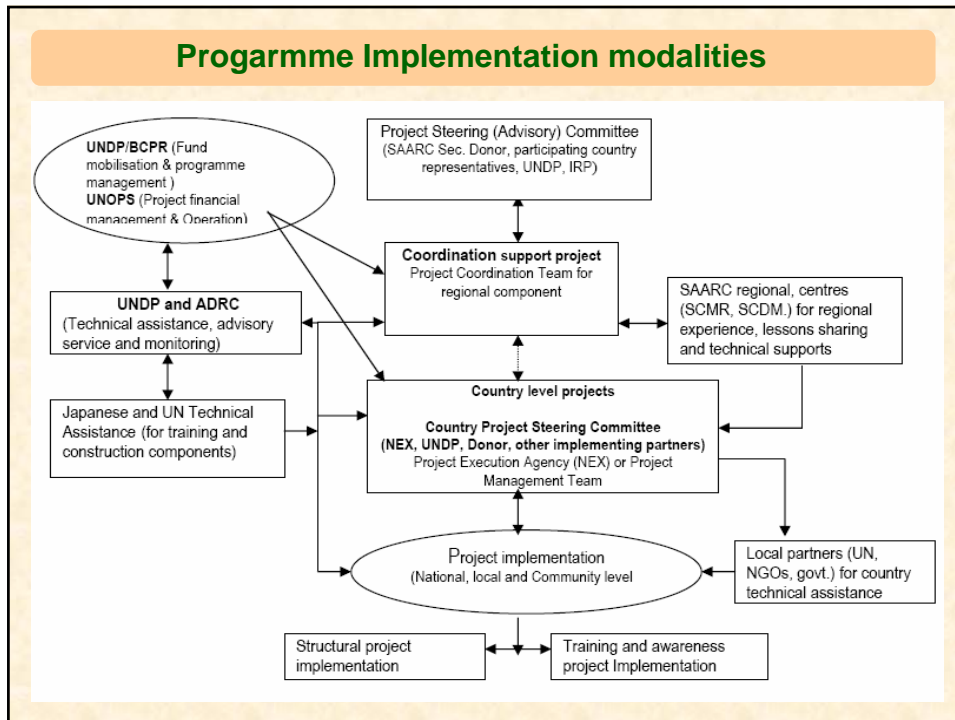 Progarmme Implementation modalities
UNDP/BCPR (Fund
mobilisation & programme
management )
UNOPS (Project financial
management & Operation)
Project Steering (Advisory) Committee
(SAARC Sec. Donor, participating country
representatives, UNDP, IRP)
Coordination support project
Project Coordination Team for
regional component
UNDP and ADRC
(Technical assistance, advisory
service and monitoring)
SAARC regional, centres
(SCMR, SCDM.) for regional
experience, lessons sharing
and technical supports
Japanese and UN Technical
Assistance (for training and
construction components)
Country level projects
Country Project Steering Committee
(NEX, UNDP, Donor, other implementing partners)
Project Execution Agency (NEX) or Project
Management Team
Project implementation
(National, local and Community level
Local partners (UN,
NGOs, govt.) for country
technical assistance
Structural project
implementation
Training and awareness
project Implementation